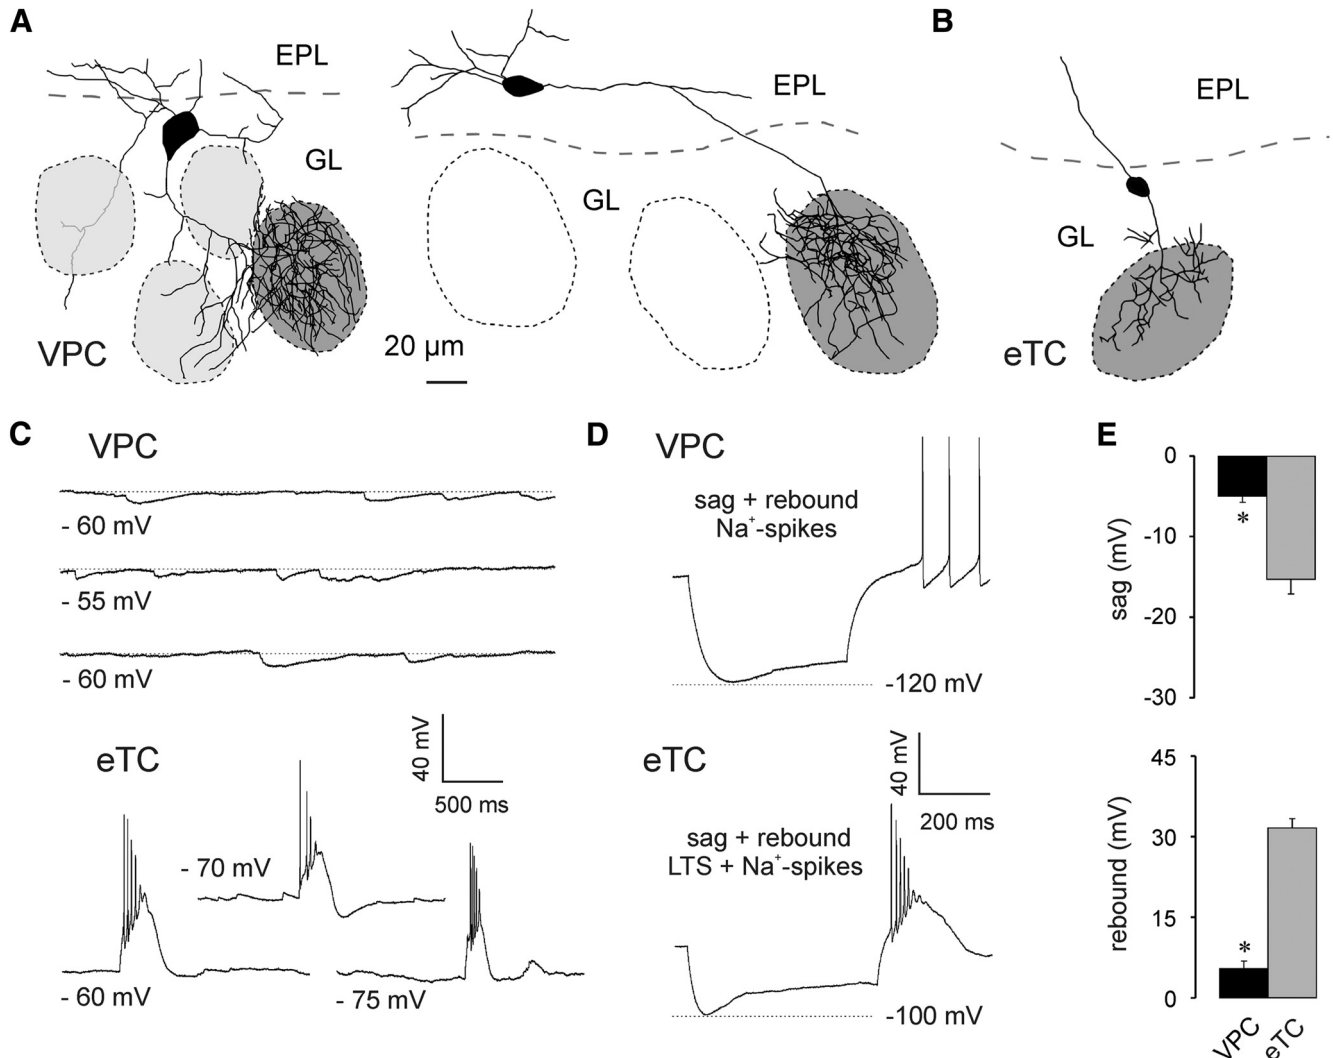 A
EPL
GL
VPC
EPL
GL
20 µm
B
EPL
GL
eTC
C
VPC
- 60 mV
- 55 mV
- 60 mV
eTC
40 mV
500 ms
- 70 mV
- 60 mV
- 75 mV
D
VPC
sag + rebound
Na⁺-spikes
-120 mV
eTC
40 mV
200 ms
sag + rebound
LTS + Na⁺-spikes
-100 mV
E
0
-10
-20
-30
sag (mV)
*
45
30
15
0
rebound (mV)
*
VPC
eTC